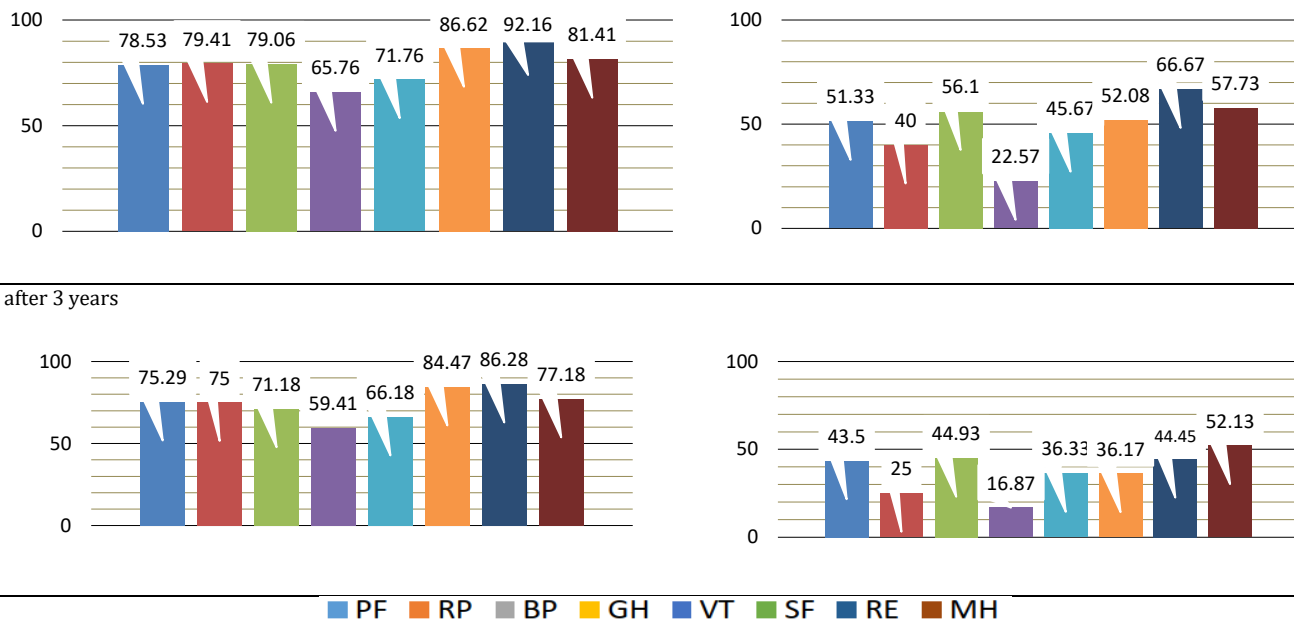 100
50
0
78.53 79.41 79.06 65.76 71.76 86.62 92.16 81.41
100
50
0
51.33 40 56.1 22.57 45.67 52.08 66.67 57.73
after 3 years
100
50
0
75.29 75 71.18 59.41 66.18 84.47 86.28 77.18
100
50
0
43.5 25 44.93 16.87 36.33 36.17 44.45 52.13
PF RP BP GH VT SF RE MH